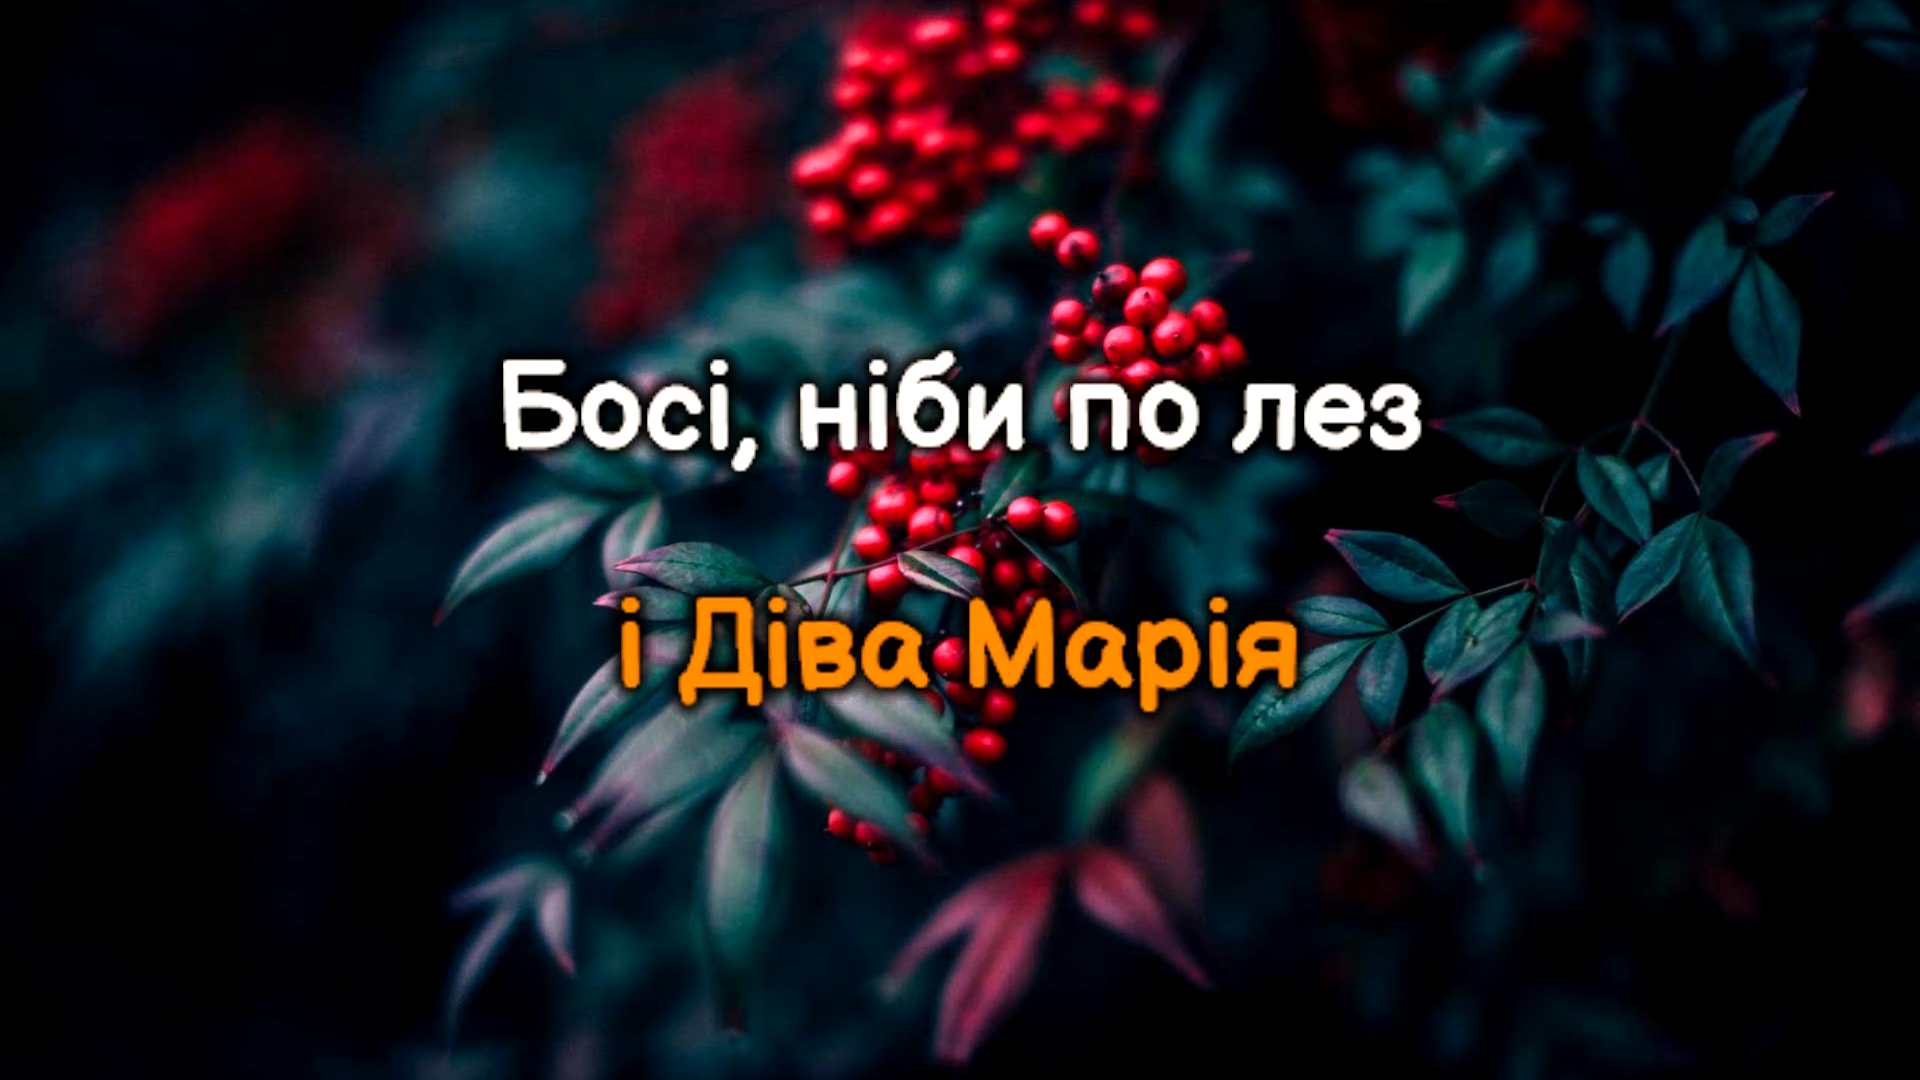 Босі, ніби по лез
і Діва Марія